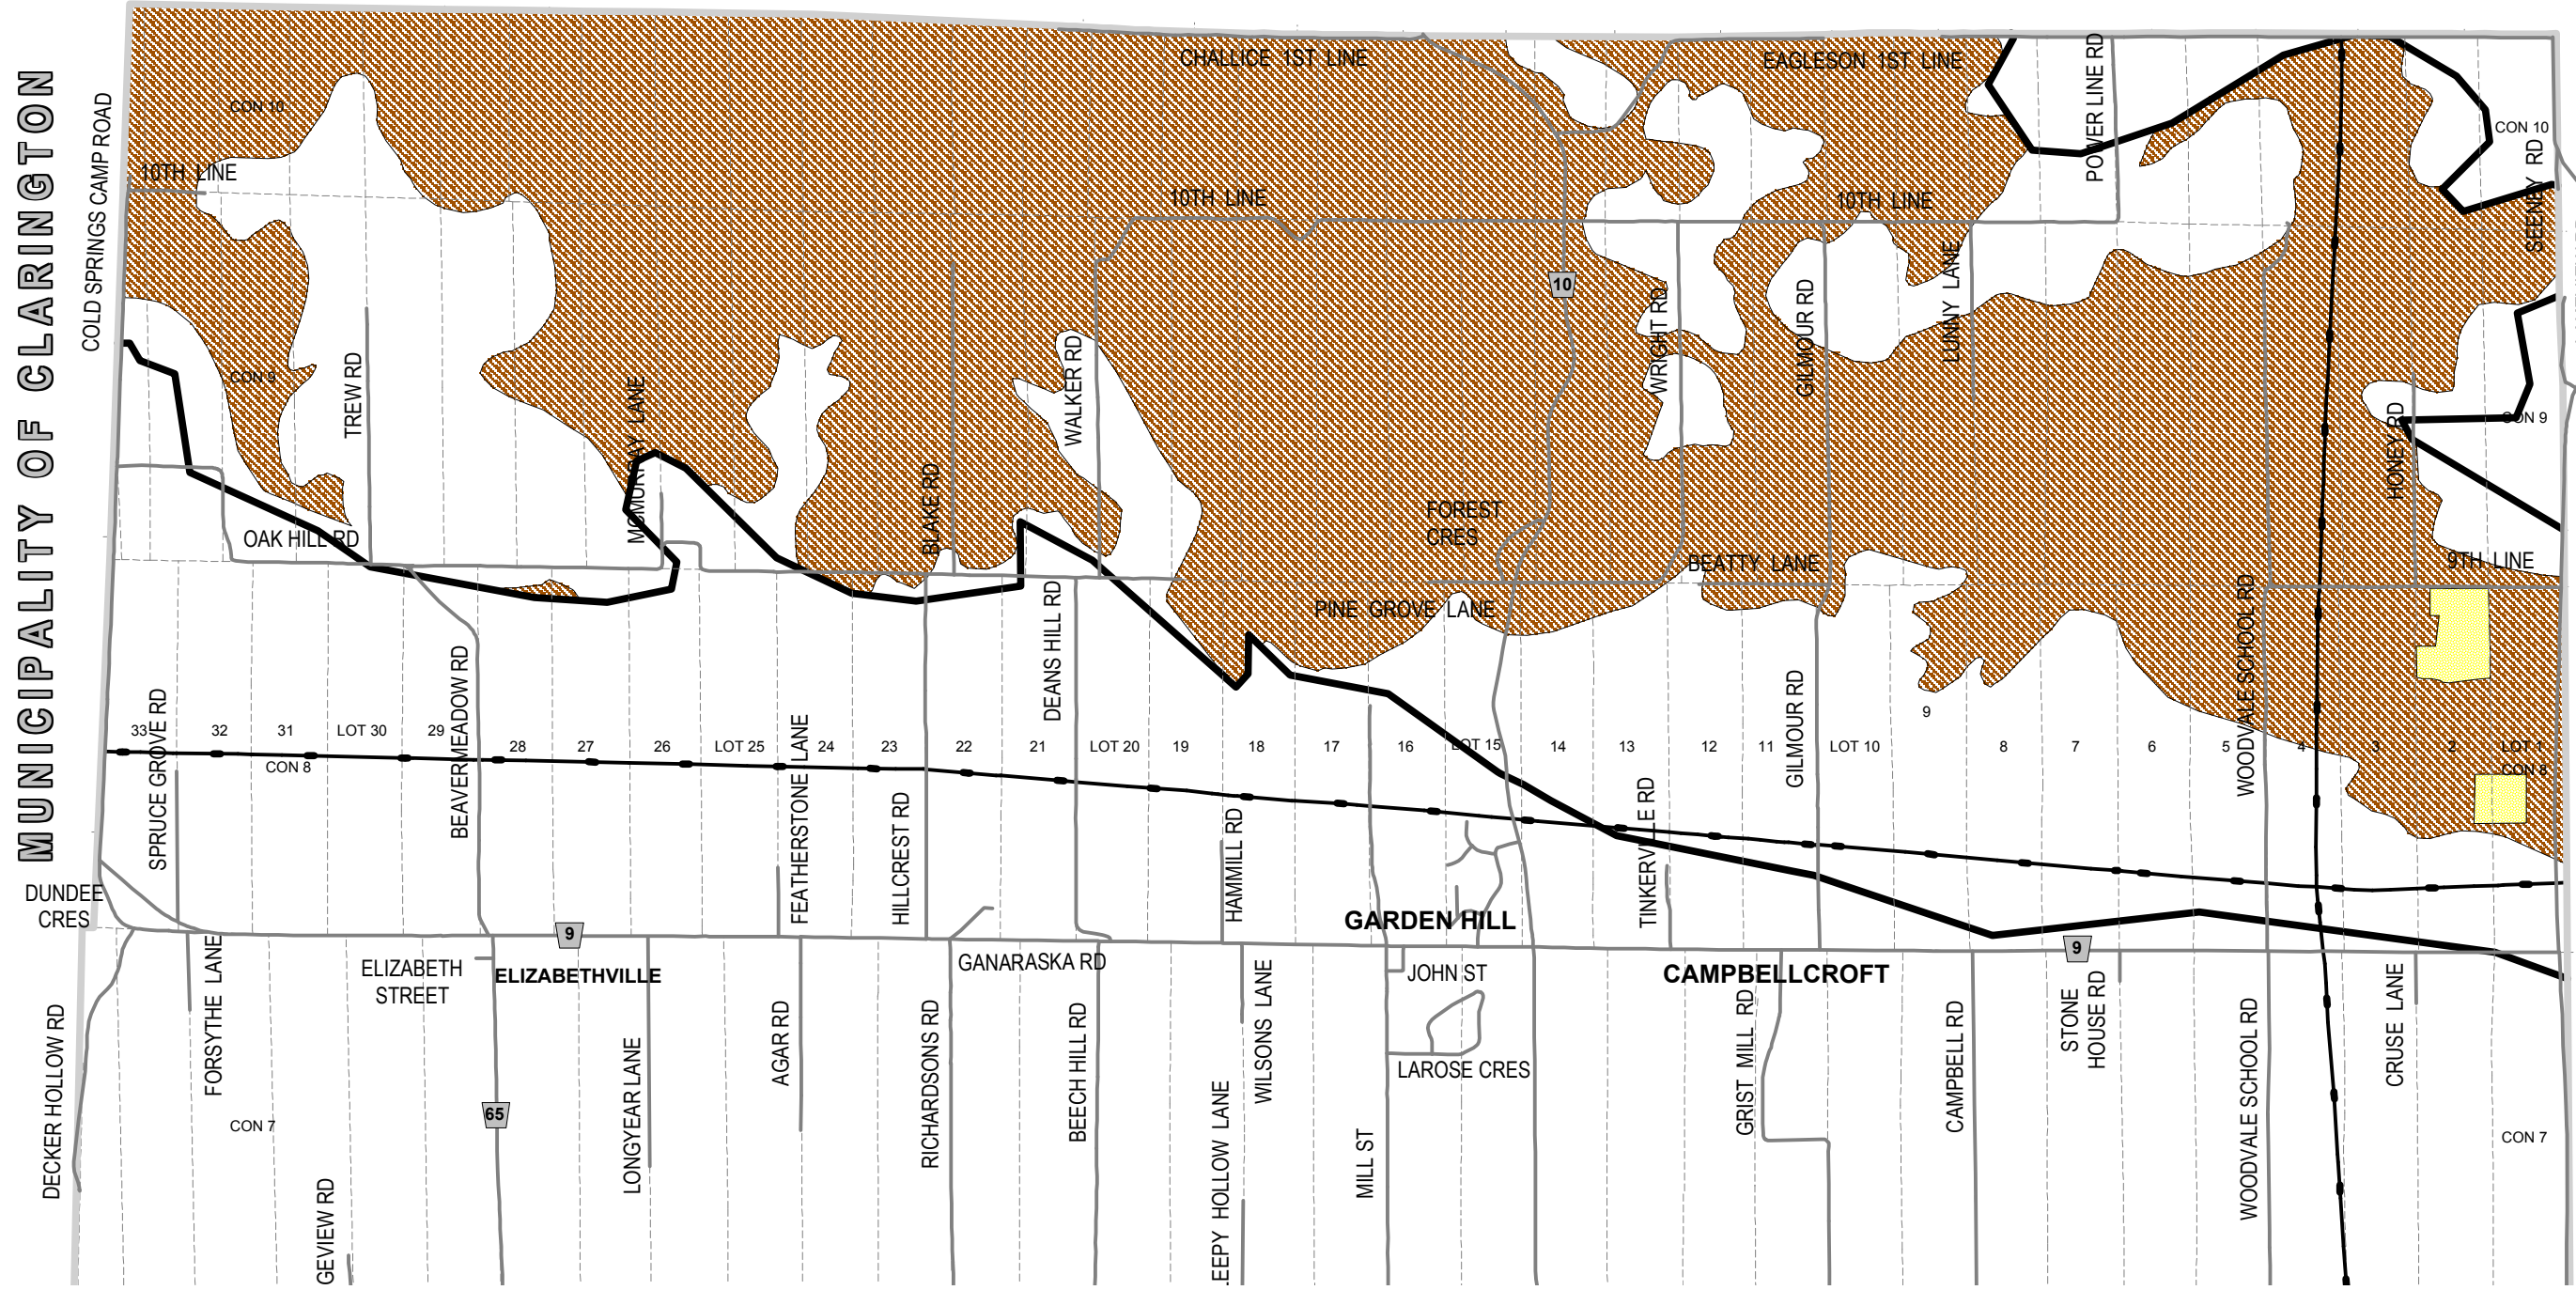 MUNICIPALITY OF CLARINGTON
COLD SPRINGS CAMP ROAD
CHALLICE 1ST LINE
EAGLESON 1ST LINE
POWER LINE RD
CON 10
CON 10
SEENEY RD
10TH LINE
10TH LINE
10TH LINE
LUNNY LANE
10
WRIGHT RD
GILMOUR RD
CON 9
TREW RD
MCMURAY LANE
WALKER RD
BLAKE RD
HONEY RD
CON 9
FOREST
CRES
OAK HILL RD
BEATTY LANE
9TH LINE
PINE GROVE LANE
DEANS HILL RD
WOODVALE SCHOOL RD
BEAVERMEADOW RD
SPRUCE GROVE RD
GILMOUR RD
9
33
32
31
LOT 30
29
28
27
26
LOT 25
24
23
22
21
LOT 20
19
18
17
16
LOT 15
14
13
12
11
LOT 10
8
7
6
5
4
3
2
LOT 1
CON 8
CON 8
FEATHERSTONE LANE
HILLCREST RD
HAMMILL RD
TINKERVILLE RD
DUNDEE
CRES
GARDEN HILL
9
9
GANARASKA RD
ELIZABETH
STREET
ELIZABETHVILLE
JOHN ST
CAMPBELLCROFT
FORSYTHE LANE
DECKER HOLLOW RD
LONGYEAR LANE
AGAR RD
RICHARDSONS RD
BEECH HILL RD
WILSONS LANE
LAROSE CRES
GRIST MILL RD
CAMPBELL RD
STONE
HOUSE RD
WOODVALE SCHOOL RD
CRUSE LANE
65
CON 7
CON 7
GEVIEW RD
EEPY HOLLOW LANE
MILL ST